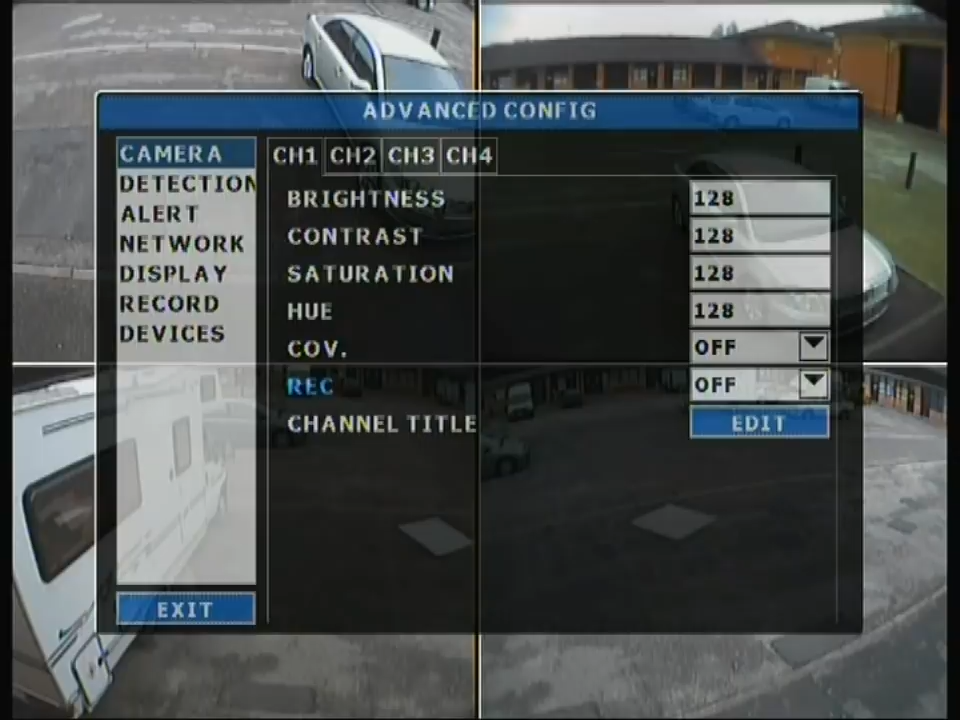 ADVANCED CONFIG
CAMERA
DETECTION
ALERT
NETWORK
DISPLAY
RECORD
DEVICES
EXIT
CH1 CH2 CH3 CH4
BRIGHTNESS 128
CONTRAST 128
SATURATION 128
HUE 128
COV. OFF
REC OFF
CHANNEL TITLE EDIT